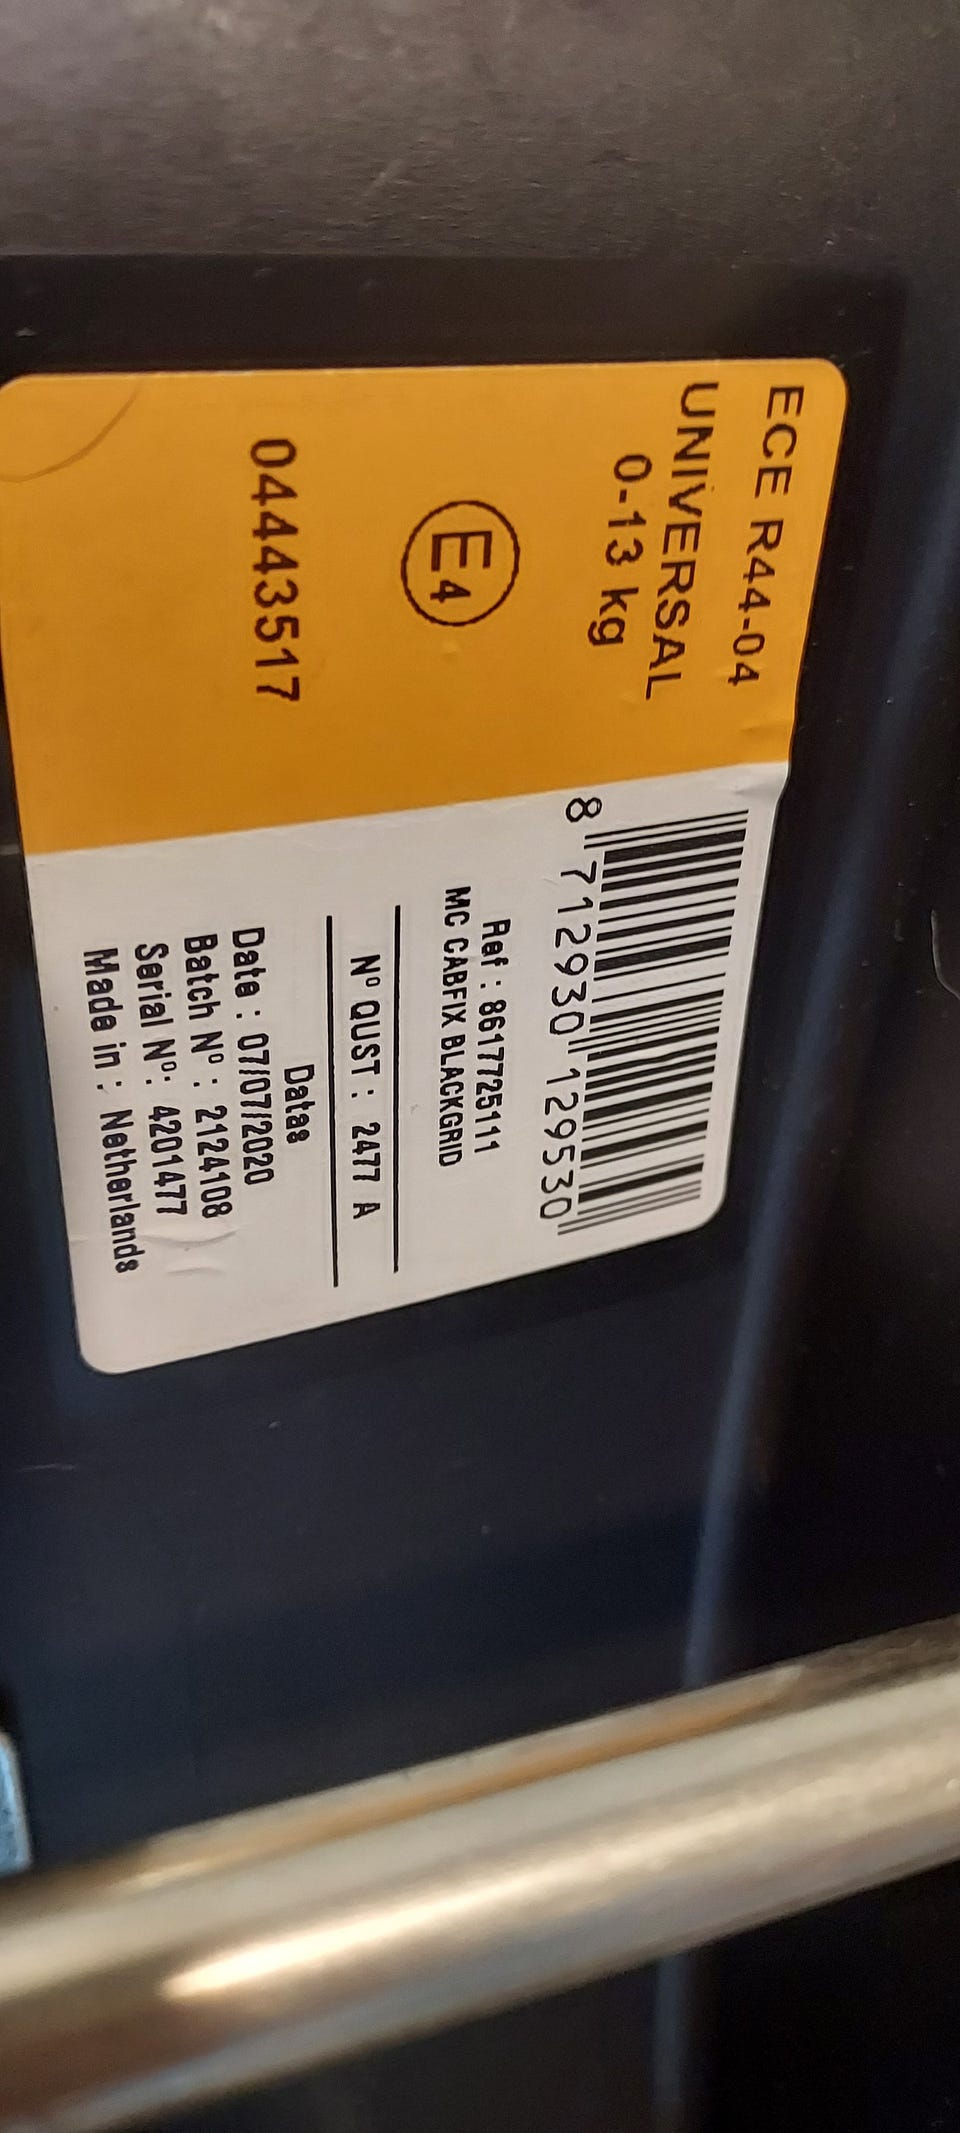 ECE R44-04
UNIVERSAL
0-13 kg
E4
04443517
8 712930 129530
Ref : 8617725111
MC CABFIX BLACKGRID
N° QUST : 2477 A
Datas
Date : 07/07/2020
Batch N° : 2124108
Serial N°: 4201477
Made in : Netherlands